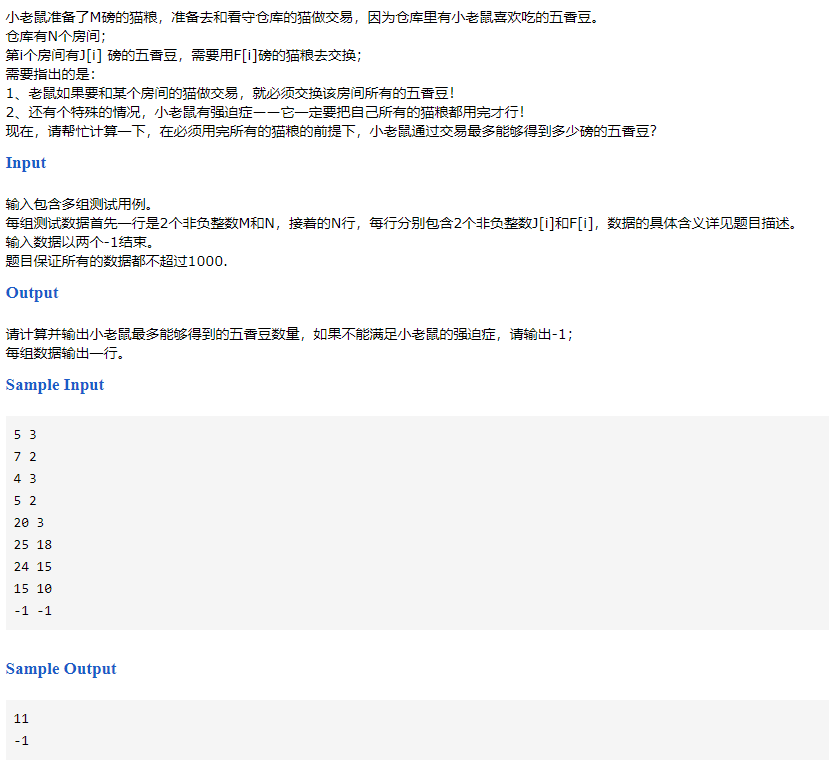 小老鼠准备了M磅的猫粮，准备去和看守仓库的猫做交易，因为仓库里有小老鼠喜欢吃的五香豆。
仓库有N个房间；
第i个房间有J[i] 磅的五香豆，需要用F[i]磅的猫粮去交换；
需要指出的是：
1、老鼠如果要和某个房间的猫做交易，就必须交换该房间所有的五香豆！
2、还有个特殊的情况，小老鼠有强迫症——它一定要把自己所有的猫粮都用完才行！
现在，请帮忙计算一下，在必须用完所有的猫粮的前提下，小老鼠通过交易最多能够得到多少磅的五香豆？
Input
输入包含多组测试用例。
每组测试数据首先一行是2个非负整数M和N，接着的N行，每行分别包含2个非负整数J[i]和F[i]，数据的具体含义详见题目描述。
输入数据以两个-1结束。
题目保证所有的数据都不超过1000.
Output
请计算并输出小老鼠最多能够得到的五香豆数量，如果不能满足小老鼠的强迫症，请输出-1；
每组数据输出一行。
Sample Input
5 3
7 2
4 3
5 2
20 3
25 18
24 15
15 10
-1 -1
Sample Output
11
-1